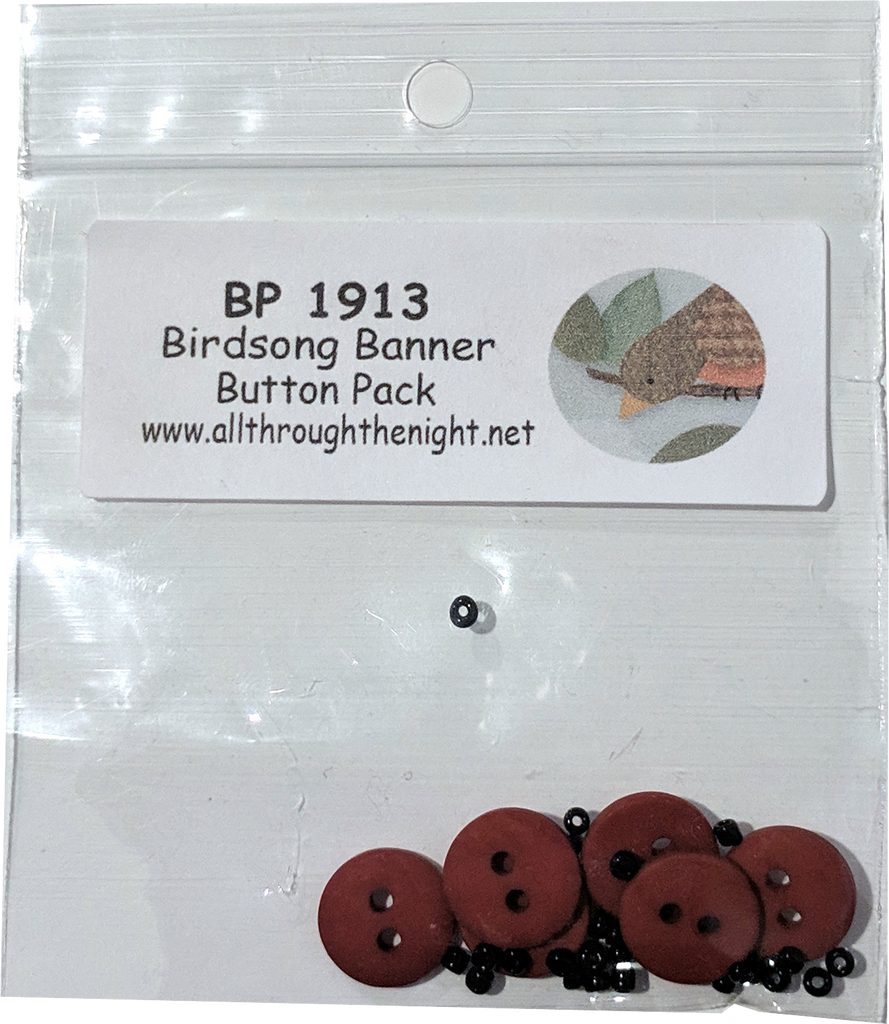 BP 1913
Birdsong Banner
Button Pack
www.allthroughthenight.net